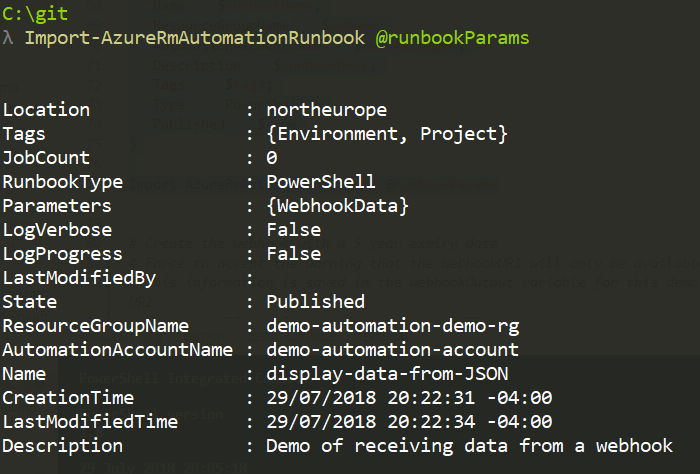 C:\git
λ Import-AzureRmAutomationRunbook @runbookParams
Location : northeurope
Tags : {Environment, Project}
JobCount : 0
RunbookType : PowerShell
Parameters : {WebhookData}
LogVerbose : False
LogProgress : False
LastModifiedBy :
State : Published
ResourceGroupName : demo-automation-demo-rg
AutomationAccountName : demo-automation-account
Name : display-data-from-JSON
CreationTime : 29/07/2018 20:22:31 -04:00
LastModifiedTime : 29/07/2018 20:22:34 -04:00
Description : Demo of receiving data from a webhook